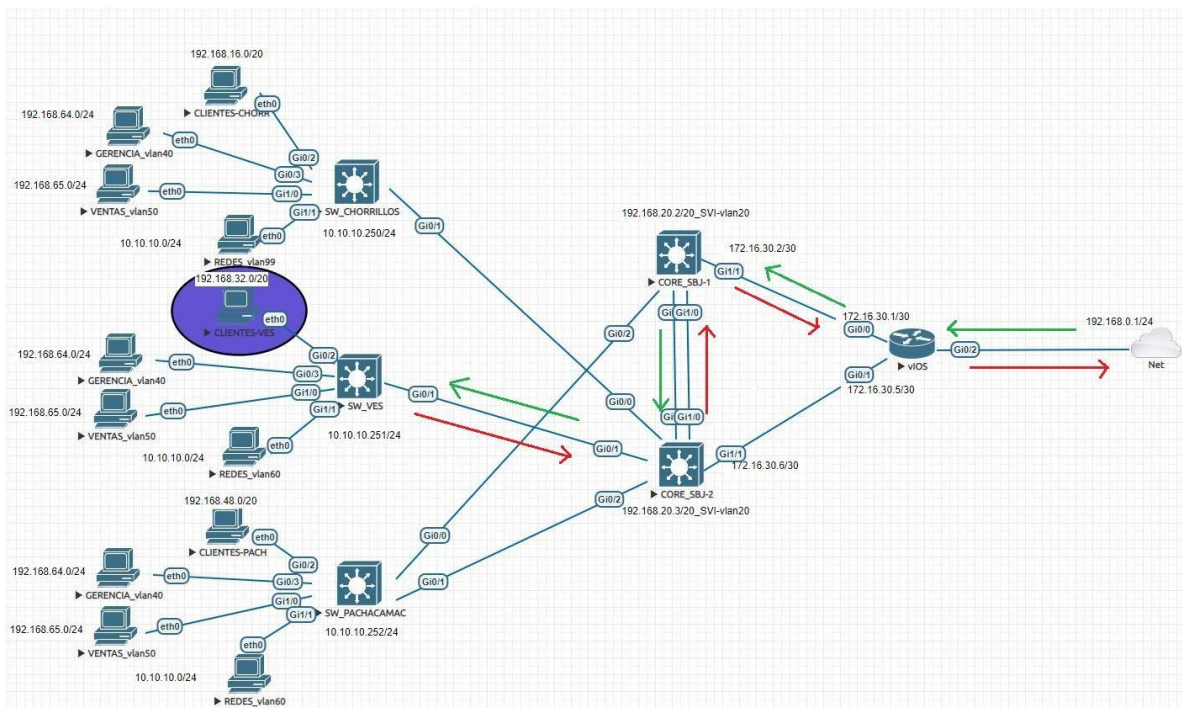 192.168.16.0/20
eth0
▶ CLIENTES-CHORR
192.168.64.0/24
eth0
▶ GERENCIA_vlan40
Gi0/2
Gi0/3
192.168.65.0/24
eth0
Gi1/0
▶ VENTAS_vlan50
Gi1/1
▶ SW_CHORRILLOS
10.10.10.250/24
Gi0/1
10.10.10.0/24
eth0
▶ REDES_vlan99
192.168.32.0/20
eth0
▶ CLIENTES-VES
192.168.64.0/24
eth0
Gi0/2
▶ GERENCIA_vlan40
Gi0/3
192.168.65.0/24
eth0
Gi1/0
Gi1/1
▶ SW_VES
Gi0/1
▶ VENTAS_vlan50
10.10.10.251/24
10.10.10.0/24
eth0
▶ REDES_vlan60
192.168.48.0/20
eth0
▶ CLIENTES-PACH
Gi0/2
192.168.64.0/24
eth0
Gi0/3
▶ GERENCIA_vlan40
Gi1/0
Gi1/1
▶ SW_PACHACAMAC
10.10.10.252/24
Gi0/0
Gi0/1
192.168.65.0/24
eth0
▶ VENTAS_vlan50
eth0
10.10.10.0/24
▶ REDES_vlan60
192.168.20.2/20_SVI-vlan20
172.16.30.2/30
Gi1/1
▶ CORE_SBJ-1
Gi1/0
Gi0/2
Gi0/0
Gi1/0
Gi0/1
Gi1/1
172.16.30.6/30
▶ CORE_SBJ-2
Gi0/2
192.168.20.3/20_SVI-vlan20
172.16.30.1/30
Gi0/0
192.168.0.1/24
Gi0/2
▶ vIOS
Net
Gi0/1
172.16.30.5/30